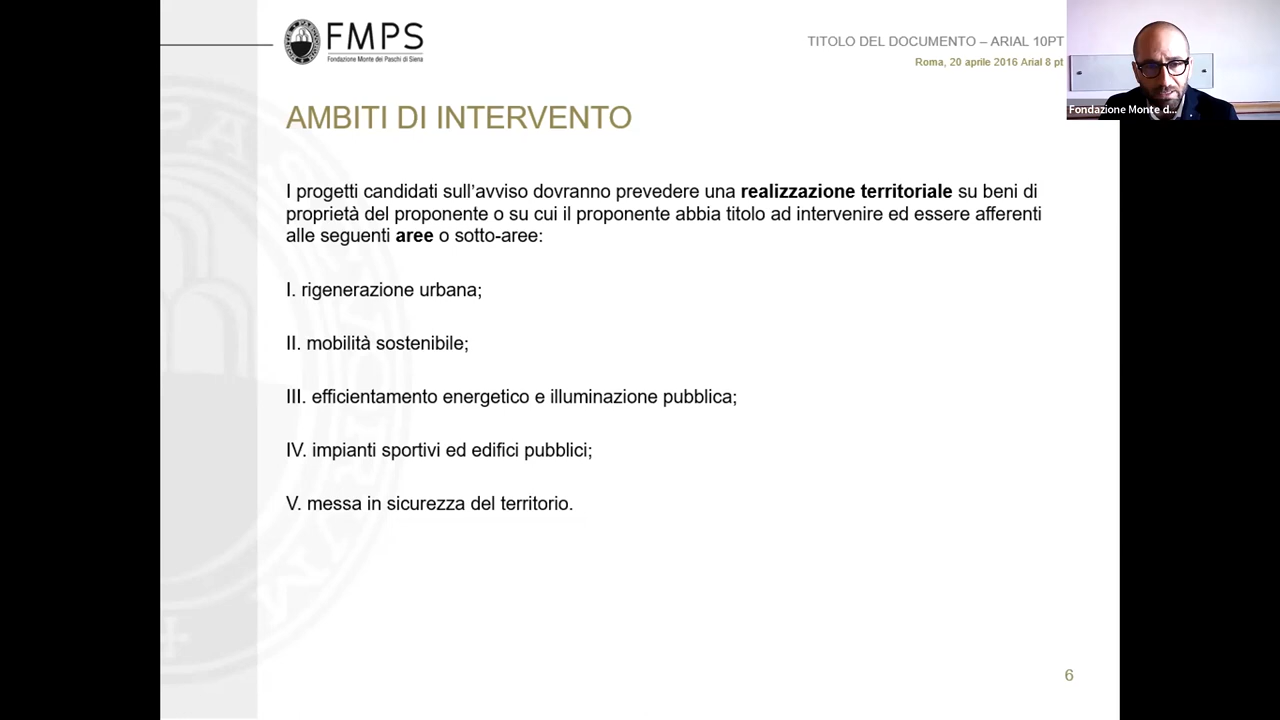 FMPS
Fondazione Monte dei Paschi di Siena
TITOLO DEL DOCUMENTO – ARIAL 10PT
Roma, 20 aprile 2016 Arial 8 pt
Fondazione Monte d...
AMBITI DI INTERVENTO
I progetti candidati sull’avviso dovranno prevedere una realizzazione territoriale su beni di
proprietà del proponente o su cui il proponente abbia titolo ad intervenire ed essere afferenti
alle seguenti aree o sotto-aree:
I. rigenerazione urbana;
II. mobilità sostenibile;
III. efficientamento energetico e illuminazione pubblica;
IV. impianti sportivi ed edifici pubblici;
V. messa in sicurezza del territorio.
6